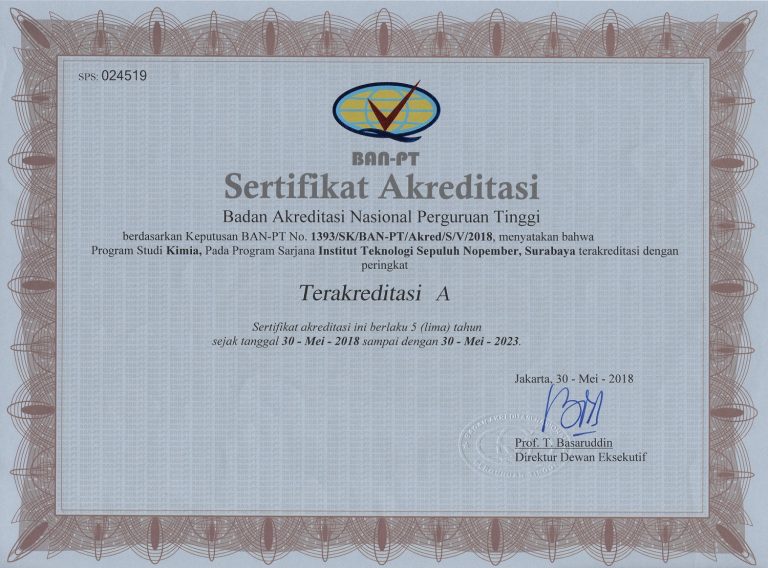 SPS: 024519
BAN-PT
Sertifikat Akreditasi
Badan Akreditasi Nasional Perguruan Tinggi
berdasarkan Keputusan BAN-PT No. 1393/SK/BAN-PT/Akred/S/V/2018, menyatakan bahwa
Program Studi Kimia, Pada Program Sarjana Institut Teknologi Sepuluh Nopember, Surabaya terakreditasi dengan
peringkat
Terakreditasi A
Sertifikat akreditasi ini berlaku 5 (lima) tahun
sejak tanggal 30 - Mei - 2018 sampai dengan 30 - Mei - 2023.
Jakarta, 30 - Mei - 2018
Prof. T. Basaruddin
Direktur Dewan Eksekutif